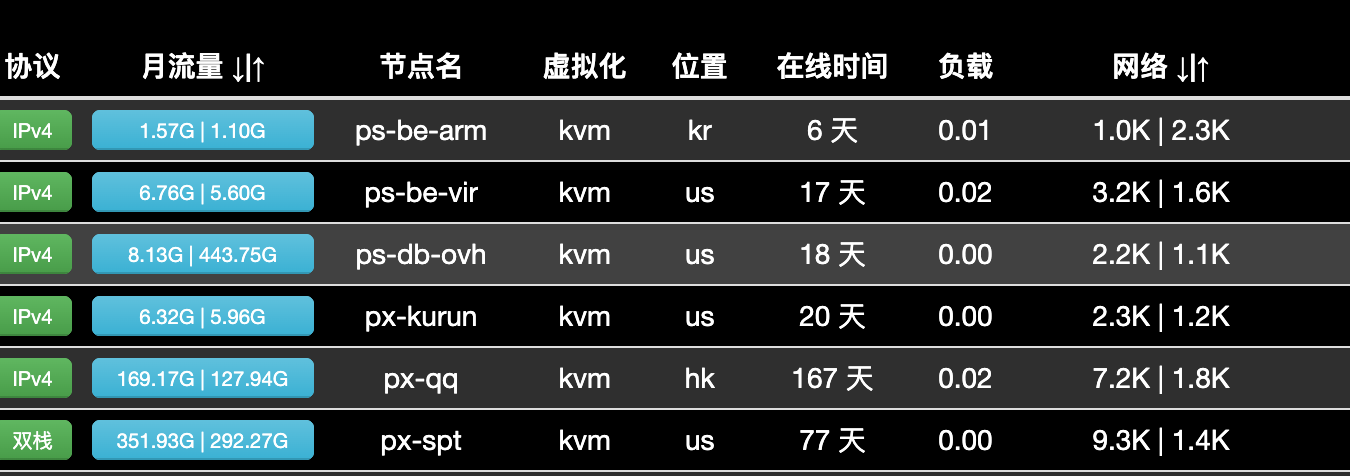 协议 月流量 ↓|↑ 节点名 虚拟化 位置 在线时间 负载 网络 ↓|↑
IPv4 1.57G | 1.10G ps-be-arm kvm kr 6 天 0.01 1.0K | 2.3K
IPv4 6.76G | 5.60G ps-be-vir kvm us 17 天 0.02 3.2K | 1.6K
IPv4 8.13G | 443.75G ps-db-ovh kvm us 18 天 0.00 2.2K | 1.1K
IPv4 6.32G | 5.96G px-kurun kvm us 20 天 0.00 2.3K | 1.2K
IPv4 169.17G | 127.94G px-qq kvm hk 167 天 0.02 7.2K | 1.8K
双栈 351.93G | 292.27G px-spt kvm us 77 天 0.00 9.3K | 1.4K